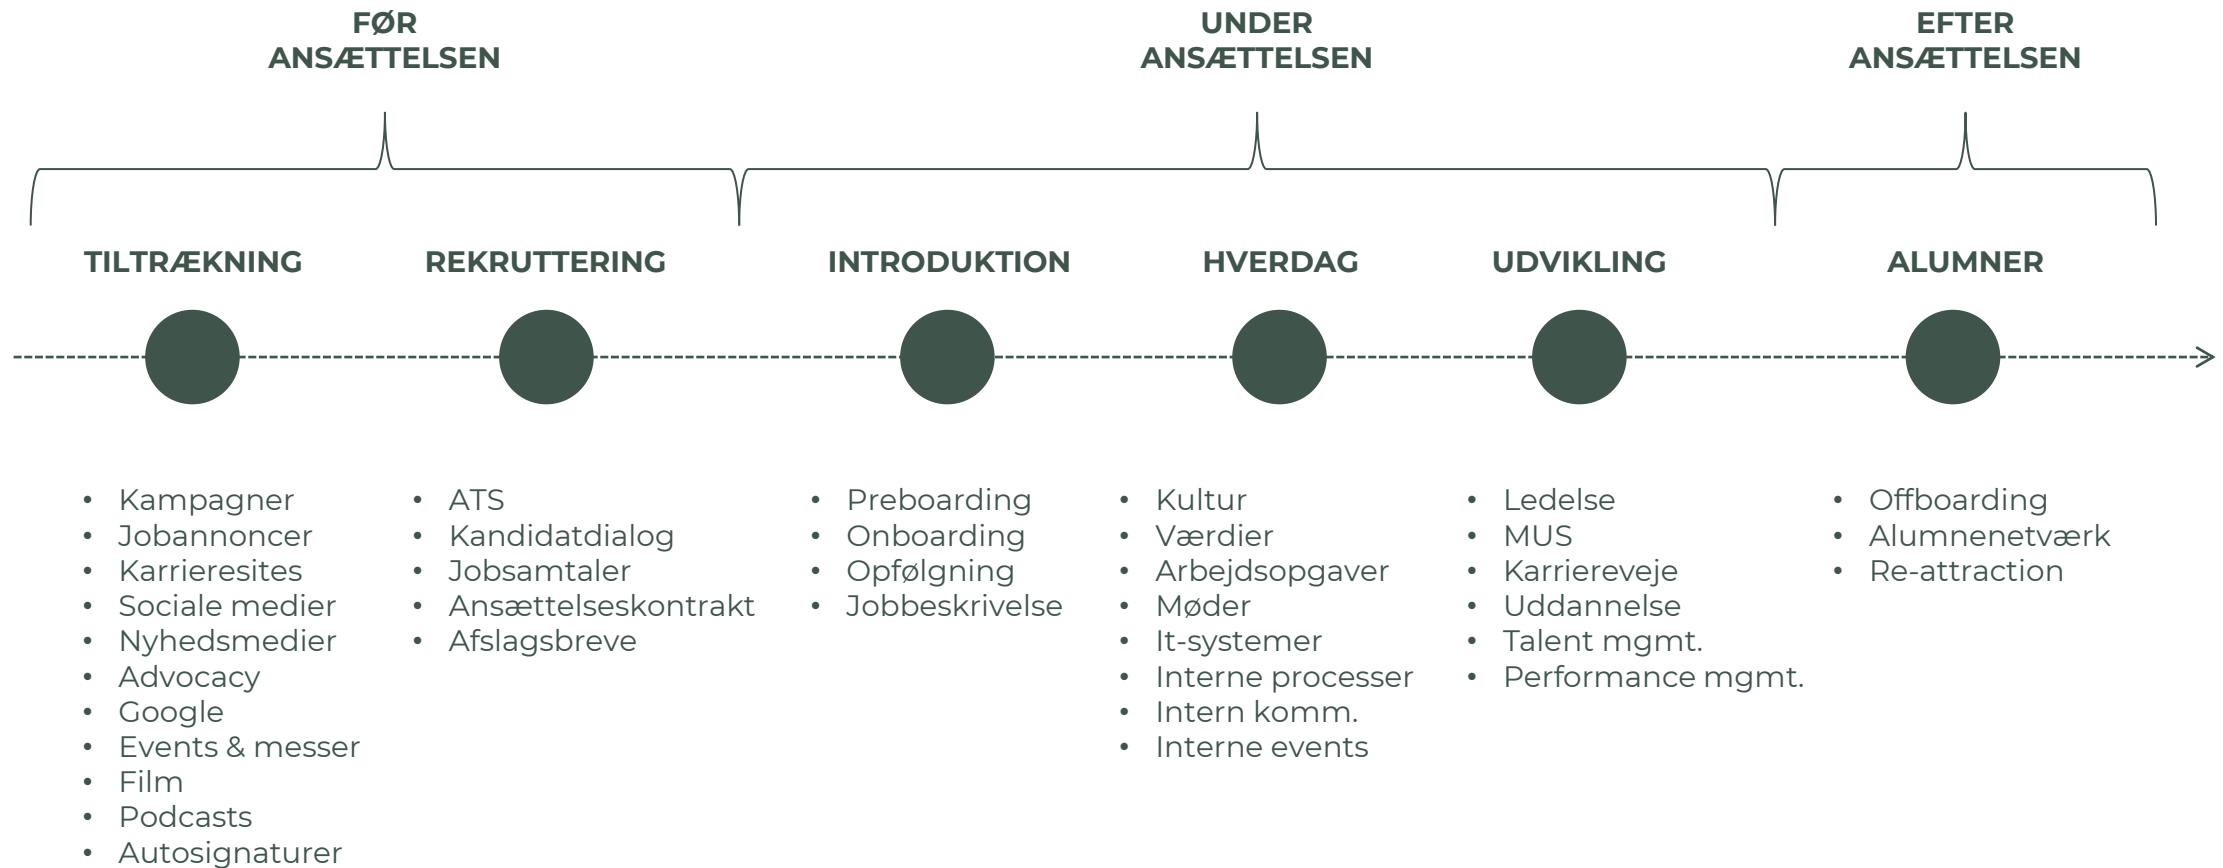 FØR
ANSÆTTELSEN
UNDER
ANSÆTTELSEN
EFTER
ANSÆTTELSEN
TILTRÆKNING
REKRUTTERING
INTRODUKTION
HVERDAG
UDVIKLING
ALUMNER
• Kampagner
• Jobannoncer
• Karrieresites
• Sociale medier
• Nyhedsmedier
• Advocacy
• Google
• Events & messer
• Film
• Podcasts
• Autosignaturer
• ATS
• Kandidatdialog
• Jobsamtaler
• Ansættelseskontrakt
• Afslagsbreve
• Preboarding
• Onboarding
• Opfølgning
• Jobbeskrivelse
• Kultur
• Værdier
• Arbejdsopgaver
• Møder
• It-systemer
• Interne processer
• Intern komm.
• Interne events
• Ledelse
• MUS
• Karriereveje
• Uddannelse
• Talent mgmt.
• Performance mgmt.
• Offboarding
• Alumnenetværk
• Re-attraction